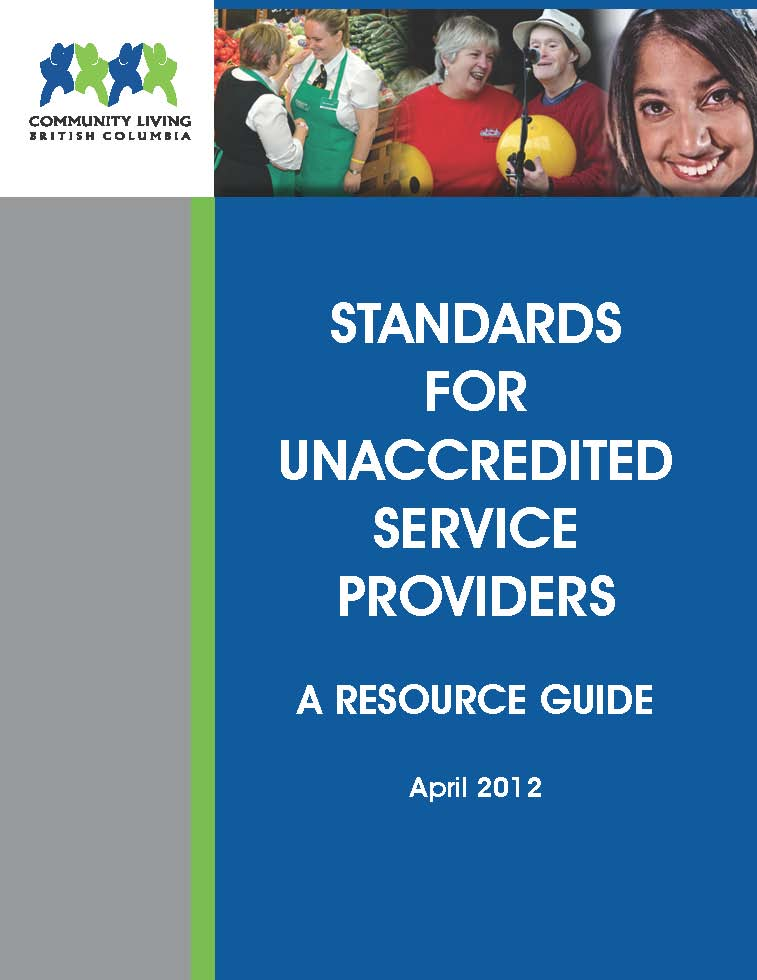 COMMUNITY LIVING
BRITISH COLUMBIA
STANDARDS
FOR
UNACCREDITED
SERVICE
PROVIDERS
A RESOURCE GUIDE
April 2012